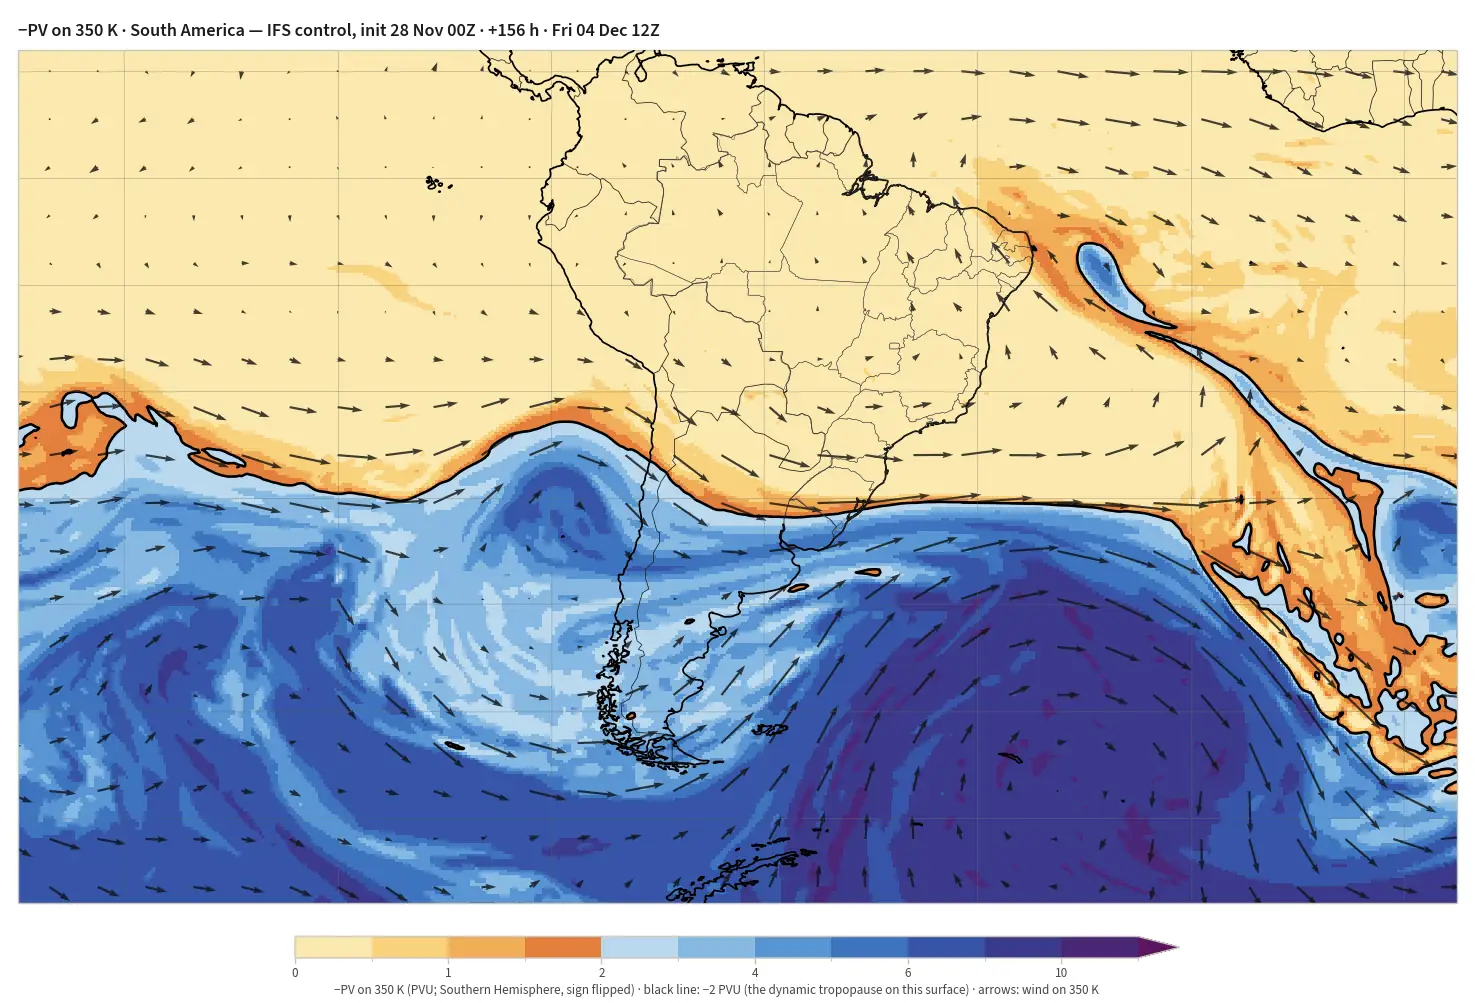 −PV on 350 K · South America — IFS control, init 28 Nov 00Z · +156 h · Fri 04 Dec 12Z
0 1 2 4 6 10
−PV on 350 K (PVU; Southern Hemisphere, sign flipped) · black line: −2 PVU (the dynamic tropopause on this surface) · arrows: wind on 350 K